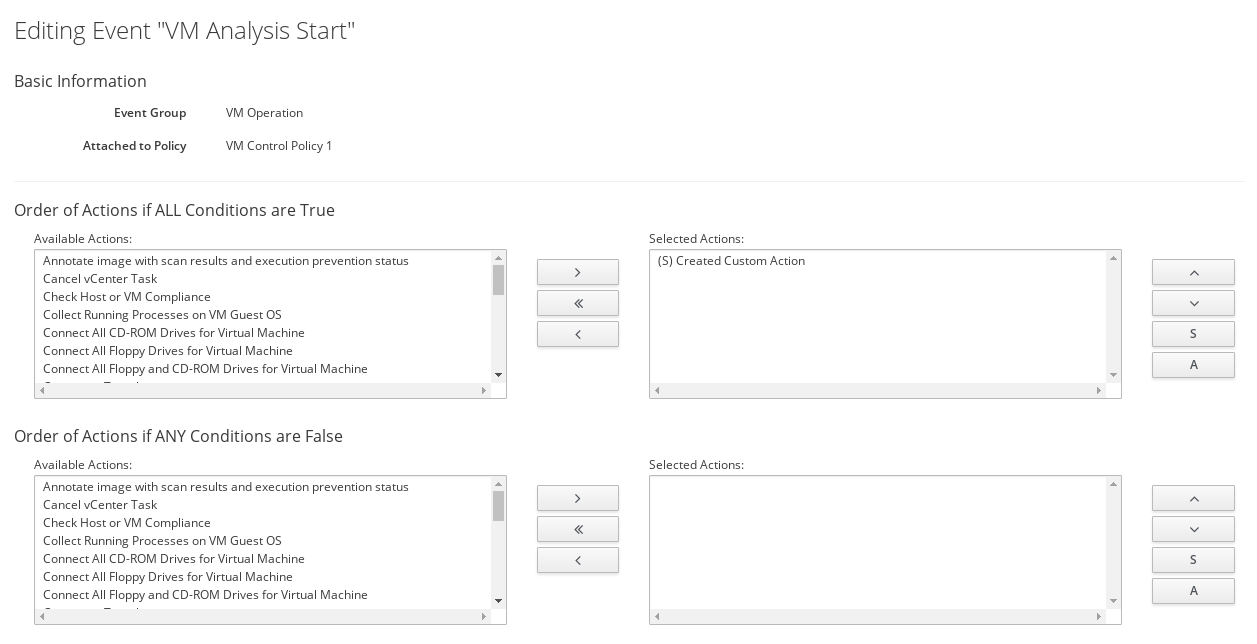 Editing Event "VM Analysis Start"
Basic Information
Event Group VM Operation
Attached to Policy VM Control Policy 1
Order of Actions if ALL Conditions are True
Available Actions:
Annotate image with scan results and execution prevention status
Cancel vCenter Task
Check Host or VM Compliance
Collect Running Processes on VM Guest OS
Connect All CD-ROM Drives for Virtual Machine
Connect All Floppy Drives for Virtual Machine
Connect All Floppy and CD-ROM Drives for Virtual Machine
Selected Actions:
(S) Created Custom Action
S
A
Order of Actions if ANY Conditions are False
Available Actions:
Annotate image with scan results and execution prevention status
Cancel vCenter Task
Check Host or VM Compliance
Collect Running Processes on VM Guest OS
Connect All CD-ROM Drives for Virtual Machine
Connect All Floppy Drives for Virtual Machine
Connect All Floppy and CD-ROM Drives for Virtual Machine
Selected Actions:
S
A